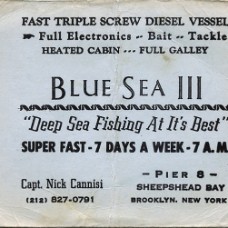 FAST TRIPLE SCREW DIESEL VESSEL
Full Electronics -- Bait -- Tackle
HEATED CABIN --- FULL GALLEY
BLUE SEA III
"Deep Sea Fishing At It's Best"
SUPER FAST - 7 DAYS A WEEK - 7 A.M.
- PIER 8 -
Capt. Nick Cannisi
SHEEPSHEAD BAY
(212) 827-0791
BROOKLYN, NEW YORK